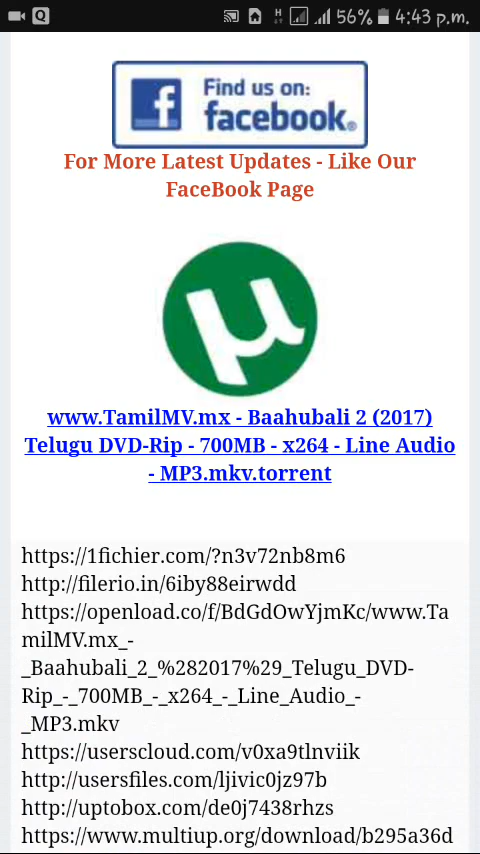 56% 4:43 p.m.
Find us on:
facebook®
For More Latest Updates - Like Our
FaceBook Page
µ
www.TamilMV.mx - Baahubali 2 (2017)
Telugu DVD-Rip - 700MB - x264 - Line Audio
- MP3.mkv.torrent
https://1fichier.com/?n3v72nb8m6
http://filerio.in/6iby88eirwdd
https://openload.co/f/BdGdOwYjmKc/www.Ta
milMV.mx_-
_Baahubali_2_%282017%29_Telugu_DVD-
Rip_-_700MB_-_x264_-_Line_Audio_-
_MP3.mkv
https://userscloud.com/v0xa9tlnviik
http://usersfiles.com/ljivic0jz97b
http://uptobox.com/de0j7438rhzs
https://www.multiup.org/download/b295a36d